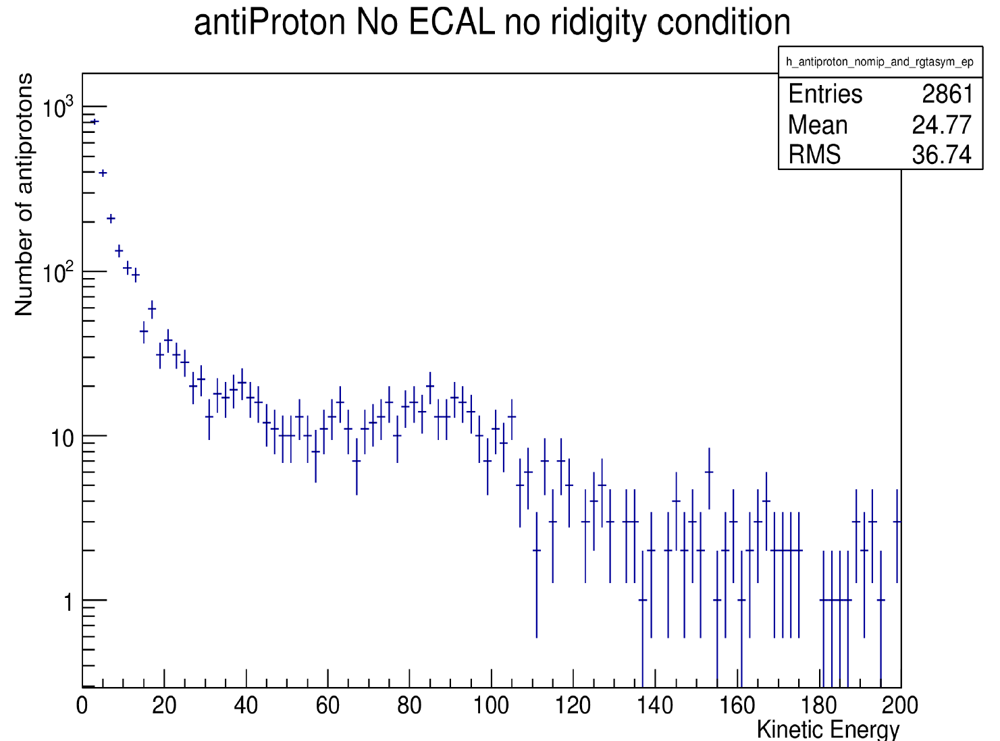 antiProton No ECAL no ridigity condition
h_antiproton_nomip_and_rgtasym_ep
Entries 2861
Mean 24.77
RMS 36.74
Number of antiprotons
10³
10²
10
1
0 20 40 60 80 100 120 140 160 180 200
Kinetic Energy